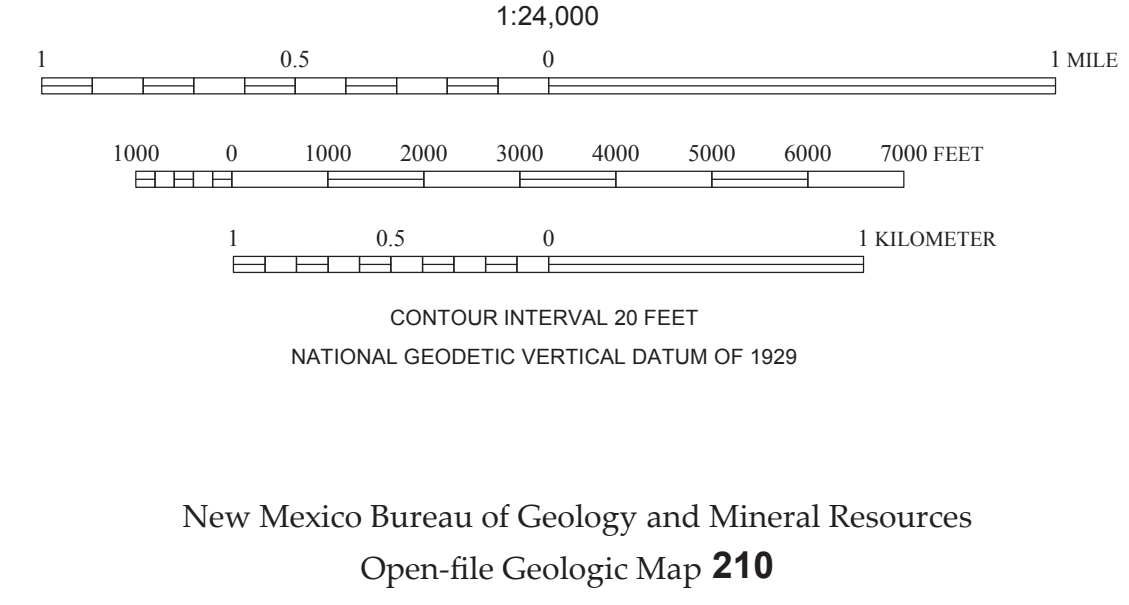 1:24,000
1 0.5 0 1 MILE
1000 0 1000 2000 3000 4000 5000 6000 7000 FEET
1 0.5 0 1 KILOMETER
CONTOUR INTERVAL 20 FEET
NATIONAL GEODETIC VERTICAL DATUM OF 1929
New Mexico Bureau of Geology and Mineral Resources
Open-file Geologic Map 210